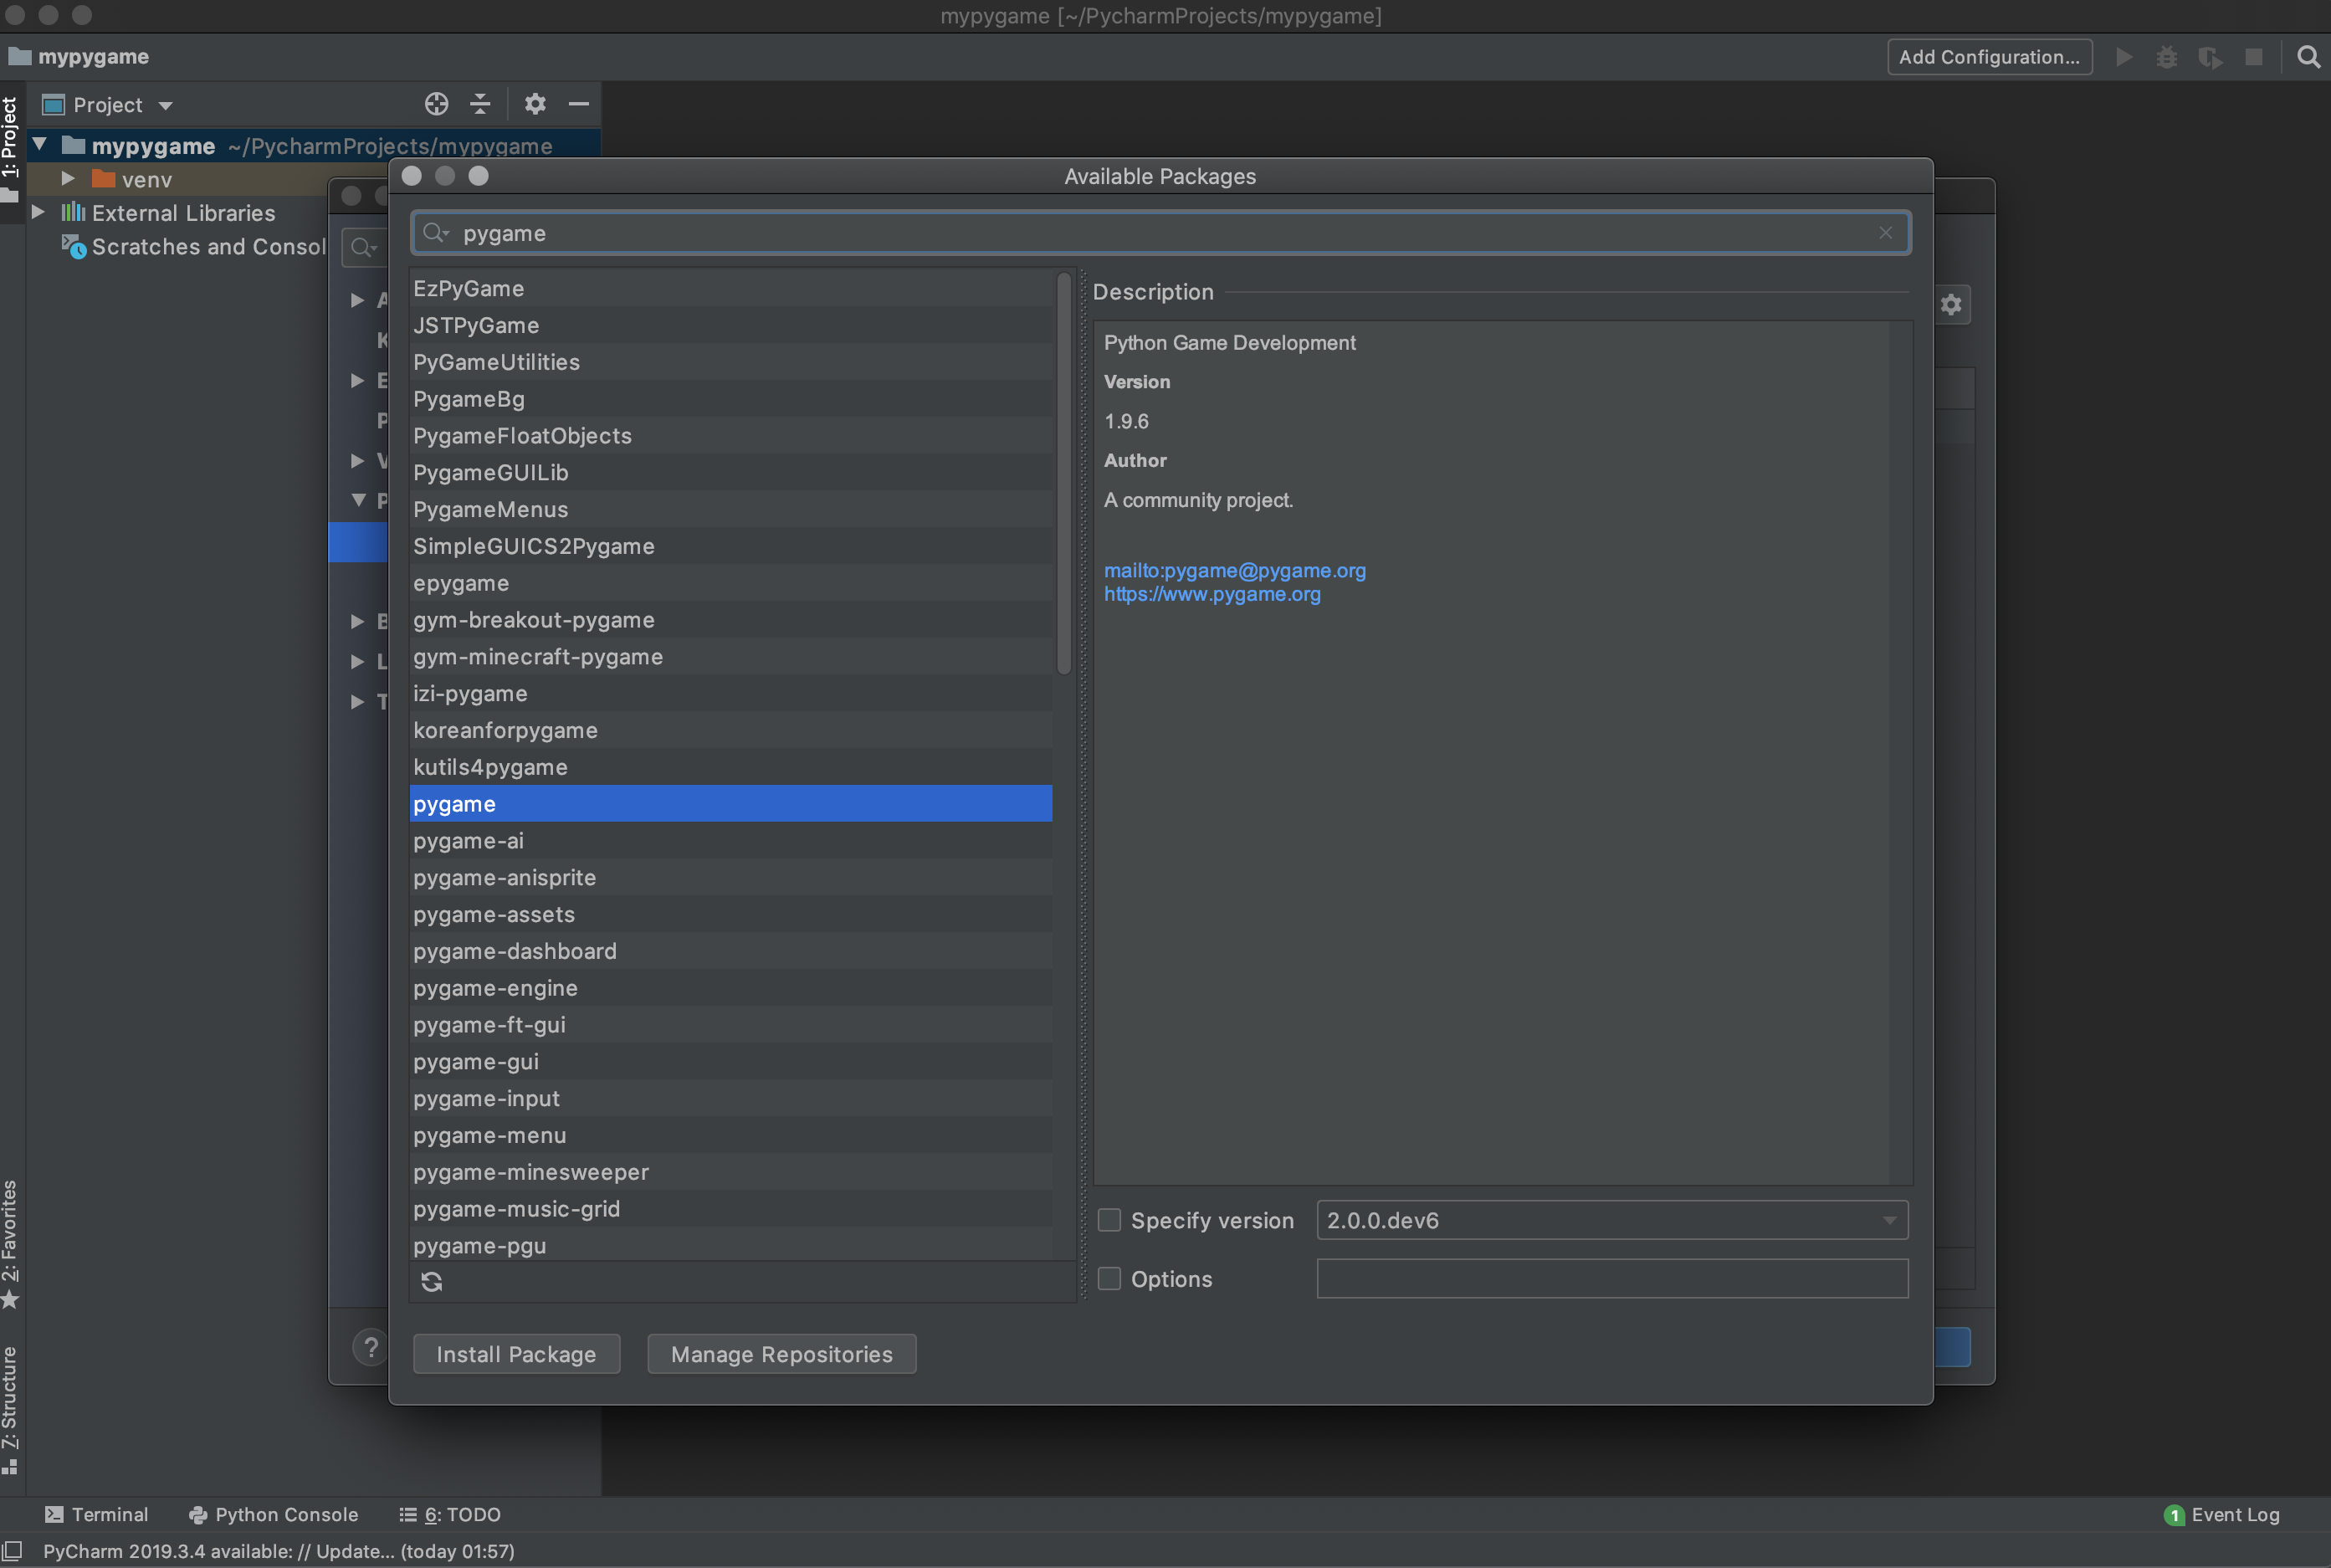 mypygame [~/PycharmProjects/mypygame]
mypygame
Add Configuration...
1: Project
Project
mypygame ~/PycharmProjects/mypygame
venv
External Libraries
Scratches and Consol
Available Packages
pygame
EzPyGame
JSTPyGame
PyGameUtilities
PygameBg
PygameFloatObjects
PygameGUILib
PygameMenus
SimpleGUICS2Pygame
epygame
gym-breakout-pygame
gym-minecraft-pygame
izi-pygame
koreanforpygame
kutils4pygame
pygame
pygame-ai
pygame-anisprite
pygame-assets
pygame-dashboard
pygame-engine
pygame-ft-gui
pygame-gui
pygame-input
pygame-menu
pygame-minesweeper
pygame-music-grid
pygame-pgu
Description
Python Game Development
Version
1.9.6
Author
A community project.
mailto:pygame@pygame.org
https://www.pygame.org
Specify version 2.0.0.dev6
Options
Install Package
Manage Repositories
?
2: Favorites
Z: Structure
Terminal
Python Console
6: TODO
1 Event Log
PyCharm 2019.3.4 available: // Update... (today 01:57)